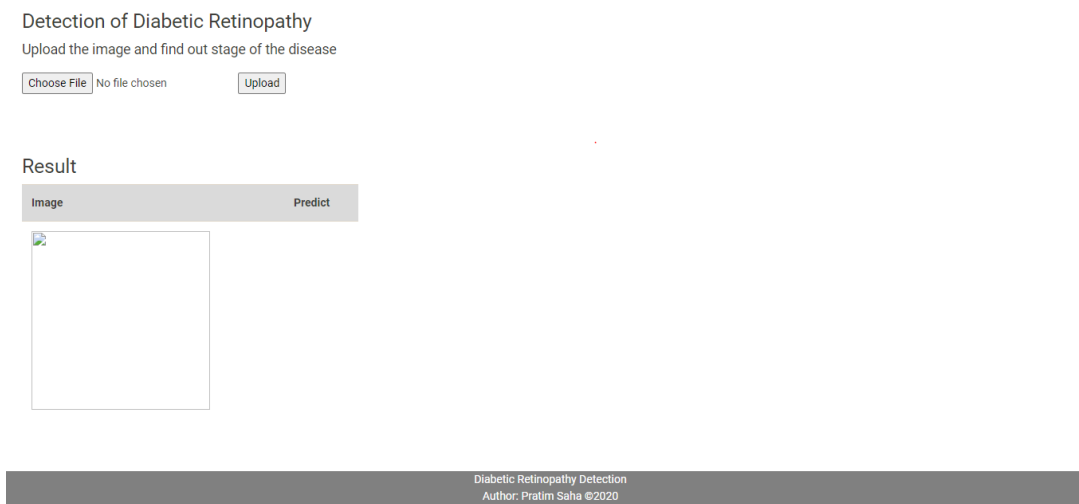 Detection of Diabetic Retinopathy
Upload the image and find out stage of the disease
Choose File No file chosen Upload
Result
Image Predict
Diabetic Retinopathy Detection
Author: Pratim Saha ©2020